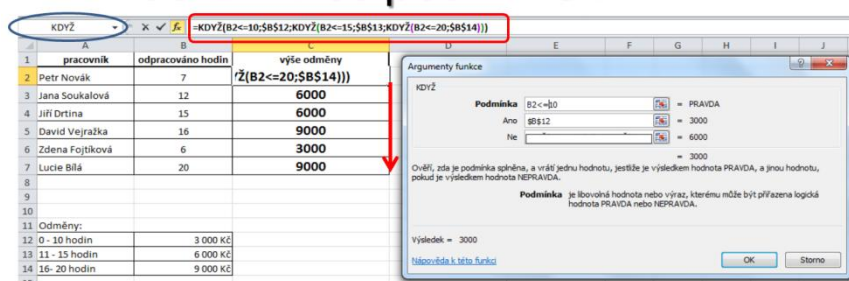 KDYŽ
=KDYŽ(B2<=10;$B$12;KDYŽ(B2<=15;$B$13;KDYŽ(B2<=20;$B$14)))
A B C D E F G H I J
1 pracovník odpracováno hodin výše odměny
2 Petr Novák 7 Ž(B2<=20;$B$14)))
3 Jana Soukalová 12 6000
4 Jiří Drtina 15 6000
5 David Vejražka 16 9000
6 Zdena Fojtíková 6 3000
7 Lucie Bílá 20 9000
8
9
10
11 Odměny:
12 0 - 10 hodin 3 000 Kč
13 11 - 15 hodin 6 000 Kč
14 16- 20 hodin 9 000 Kč
Argumenty funkce
KDYŽ
Podmínka B2<=10 = PRAVDA
Ano $B$12 = 3000
Ne = 6000
= 3000
Ověří, zda je podmínka splněna, a vrátí jednu hodnotu, jestliže je výsledkem hodnota PRAVDA, a jinou hodnotu,
pokud je výsledkem hodnota NEPRAVDA.
Podmínka je libovolná hodnota nebo výraz, kterému může být přiřazena logická
hodnota PRAVDA nebo NEPRAVDA.
Výsledek = 3000
Nápověda k této funkci
OK Storno